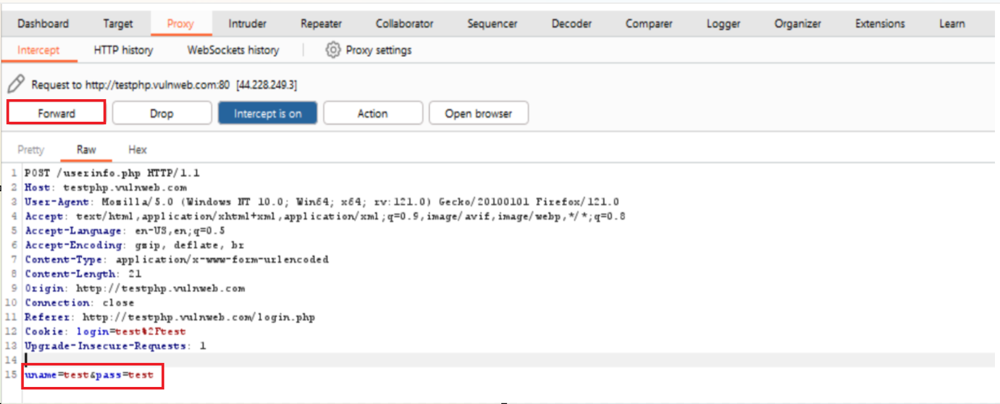 Dashboard Target Proxy Intruder Repeater Collaborator Sequencer Decoder Comparer Logger Organizer Extensions Learn
Intercept HTTP history WebSockets history Proxy settings
Request to http://testphp.vulnweb.com:80 [44.228.249.3]
Forward Drop Intercept is on Action Open browser
Pretty Raw Hex
1 POST /userinfo.php HTTP/1.1
2 Host: testphp.vulnweb.com
3 User-Agent: Mozilla/5.0 (Windows NT 10.0; Win64; x64; rv:121.0) Gecko/20100101 Firefox/121.0
4 Accept: text/html,application/xhtml+xml,application/xml;q=0.9,image/avif,image/webp,*/*;q=0.8
5 Accept-Language: en-US,en;q=0.5
6 Accept-Encoding: gzip, deflate, br
7 Content-Type: application/x-www-form-urlencoded
8 Content-Length: 21
9 Origin: http://testphp.vulnweb.com
10 Connection: close
11 Referer: http://testphp.vulnweb.com/login.php
12 Cookie: login=test%2Ftest
13 Upgrade-Insecure-Requests: 1
14
15 uname=test&pass=test